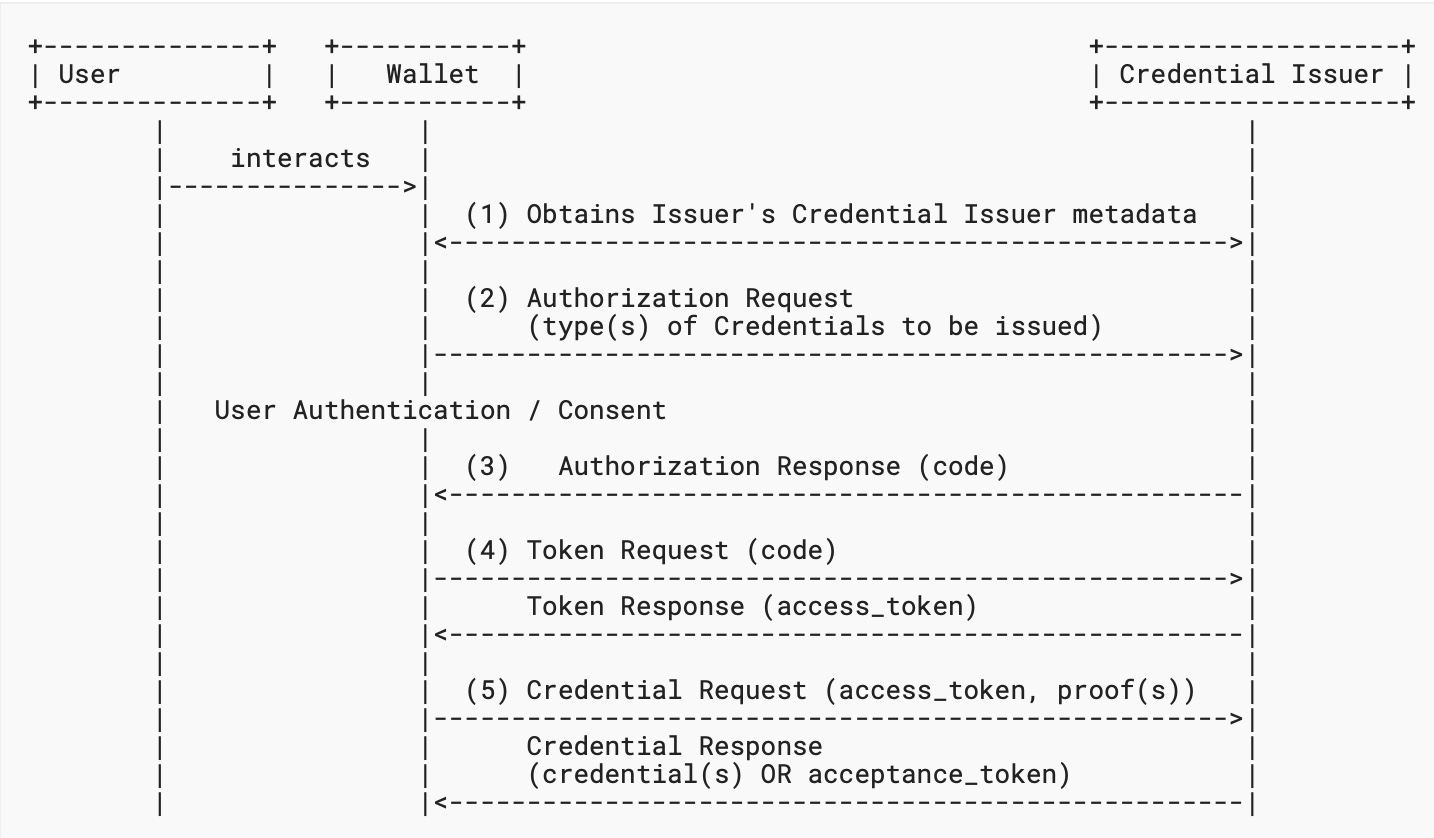 User Wallet Credential Issuer
interacts
(1) Obtains Issuer's Credential Issuer metadata
(2) Authorization Request
(type(s) of Credentials to be issued)
User Authentication / Consent
(3) Authorization Response (code)
(4) Token Request (code)
Token Response (access_token)
(5) Credential Request (access_token, proof(s))
Credential Response
(credential(s) OR acceptance_token)